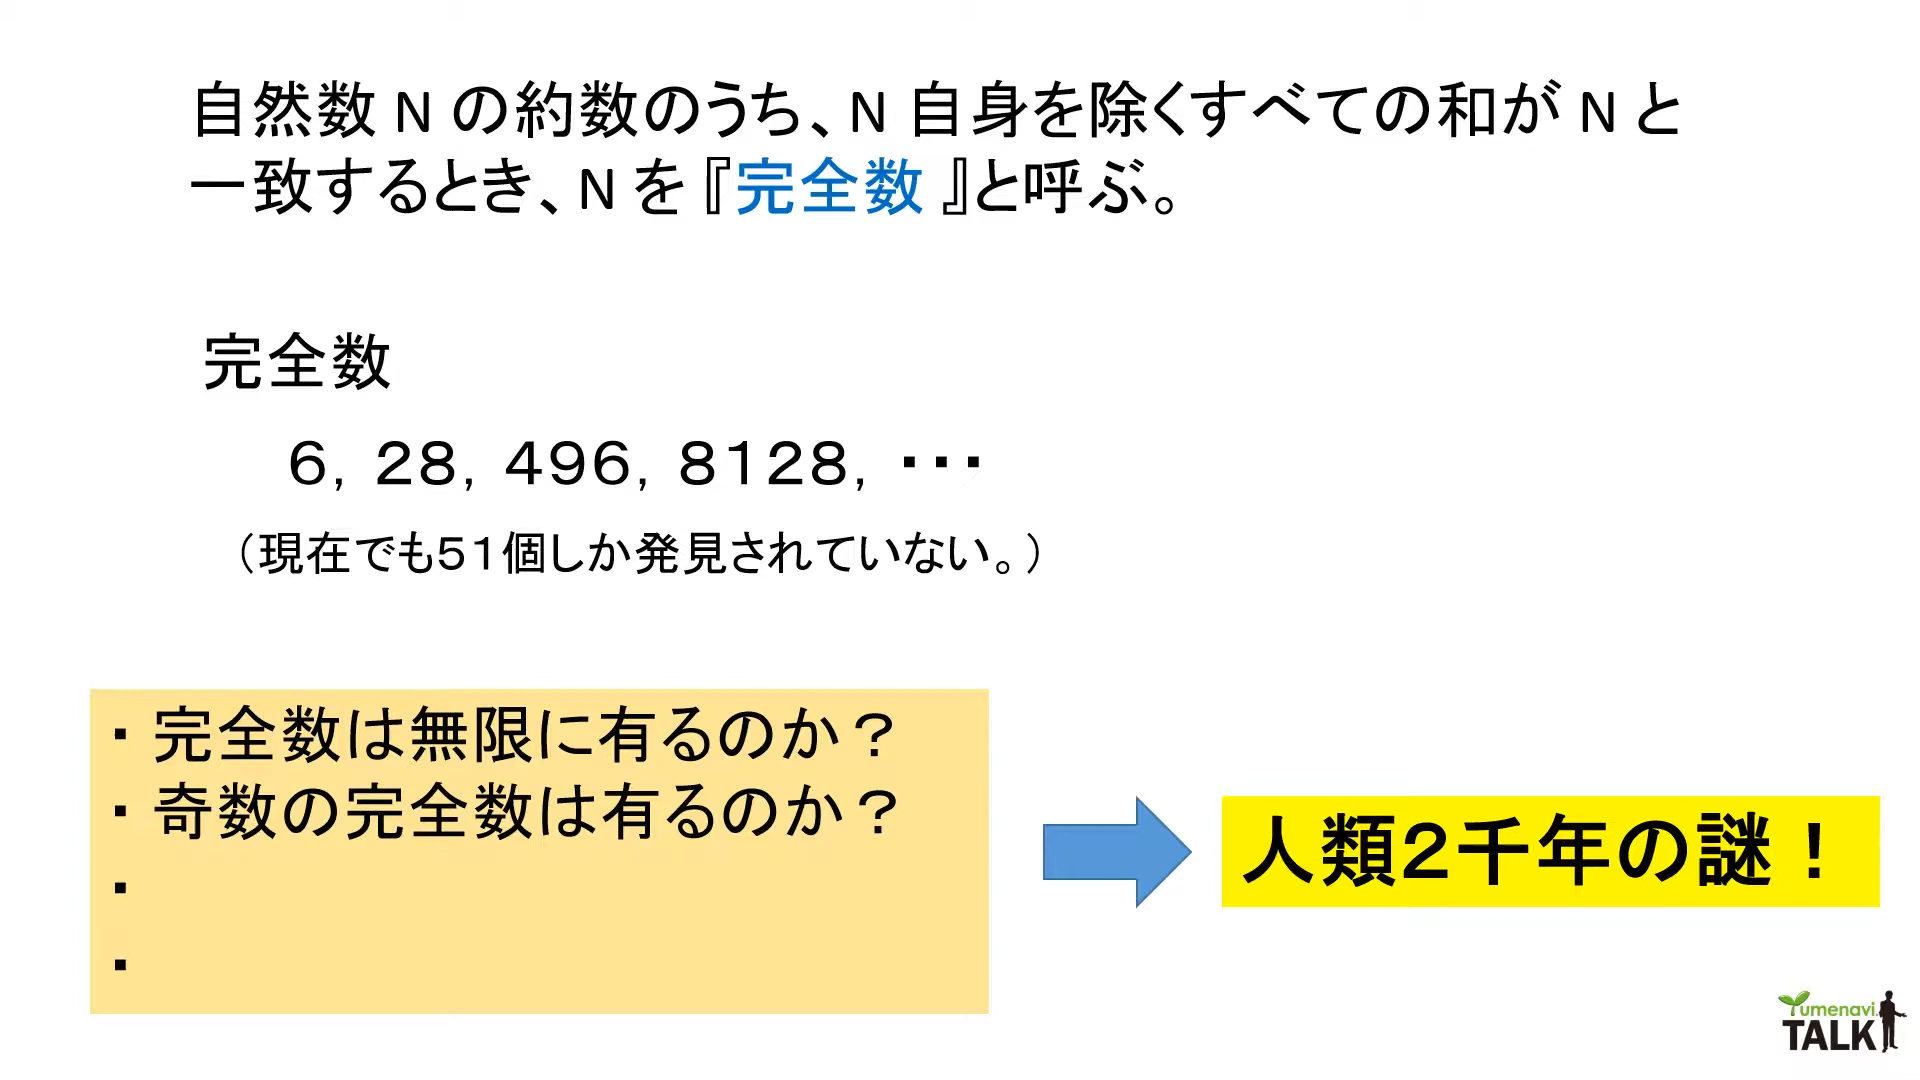 自然数 N の約数のうち、N 自身を除くすべての和が N と
一致するとき、N を『完全数 』と呼ぶ。
完全数
６，２８，４９６，８１２８，・・・
（現在でも５１個しか発見されていない。）
・ 完全数は無限に有るのか？
・ 奇数の完全数は有るのか？
・
・
人類２千年の謎！
Yumenavi
TALK